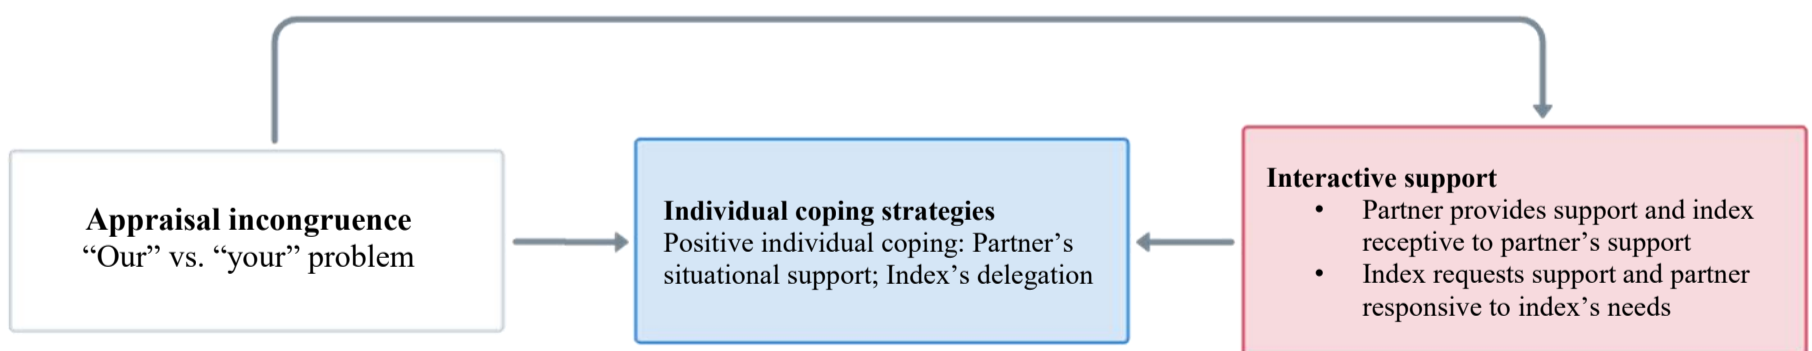 Appraisal incongruence
“Our” vs. “your” problem
Individual coping strategies
Positive individual coping: Partner’s
situational support; Index’s delegation
Interactive support
• Partner provides support and index
receptive to partner’s support
• Index requests support and partner
responsive to index’s needs